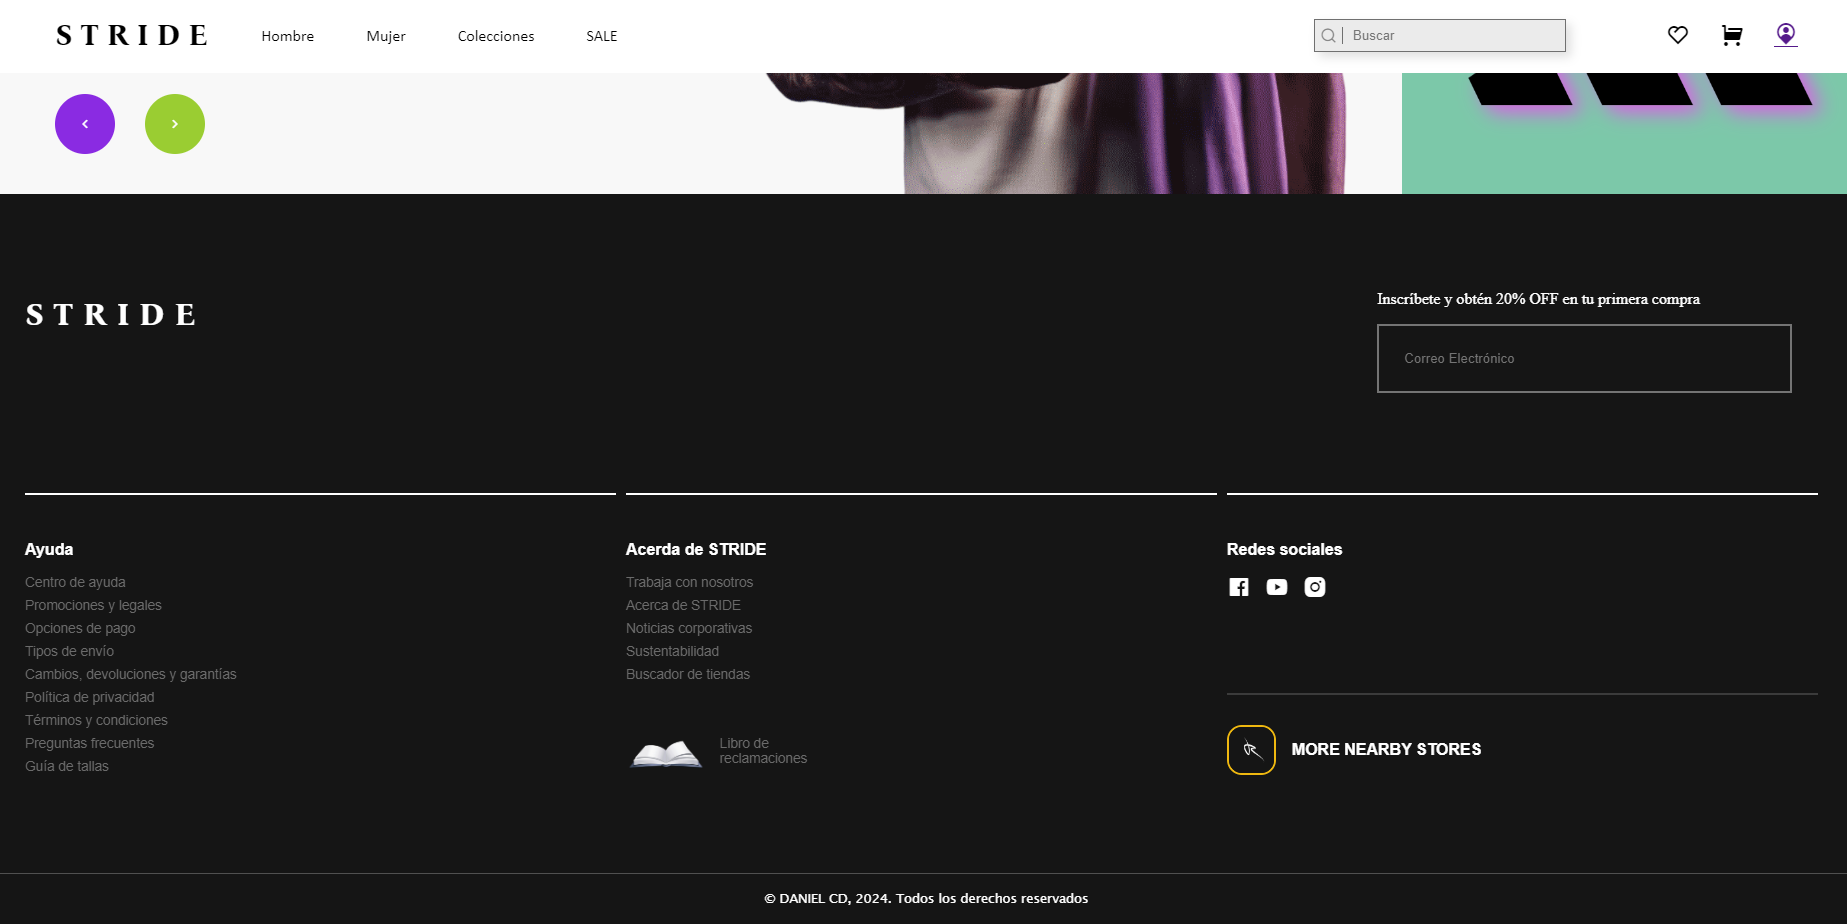 STRIDE
Hombre
Mujer
Colecciones
SALE
Buscar
STRIDE
Inscríbete y obtén 20% OFF en tu primera compra
Correo Electrónico
Ayuda
Centro de ayuda
Promociones y legales
Opciones de pago
Tipos de envío
Cambios, devoluciones y garantías
Política de privacidad
Términos y condiciones
Preguntas frecuentes
Guía de tallas
Acerda de STRIDE
Trabaja con nosotros
Acerca de STRIDE
Noticias corporativas
Sustentabilidad
Buscador de tiendas
Libro de
reclamaciones
Redes sociales
MORE NEARBY STORES
© DANIEL CD, 2024. Todos los derechos reservados